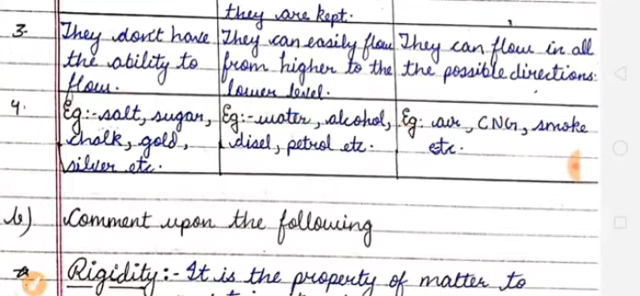 they are kept. ,
3. They don't have They can easily flow They can flow in all
the ability to from higher to the the possible directions.
flow. lower level.
4. Eg:-salt, sugar, Eg:-water, alcohol, Eg: air, CNG, smoke
chalk, gold, disel, petrol etc. etc.
silver etc.
b) Comment upon the following
Rigidity:- It is the property of matter to